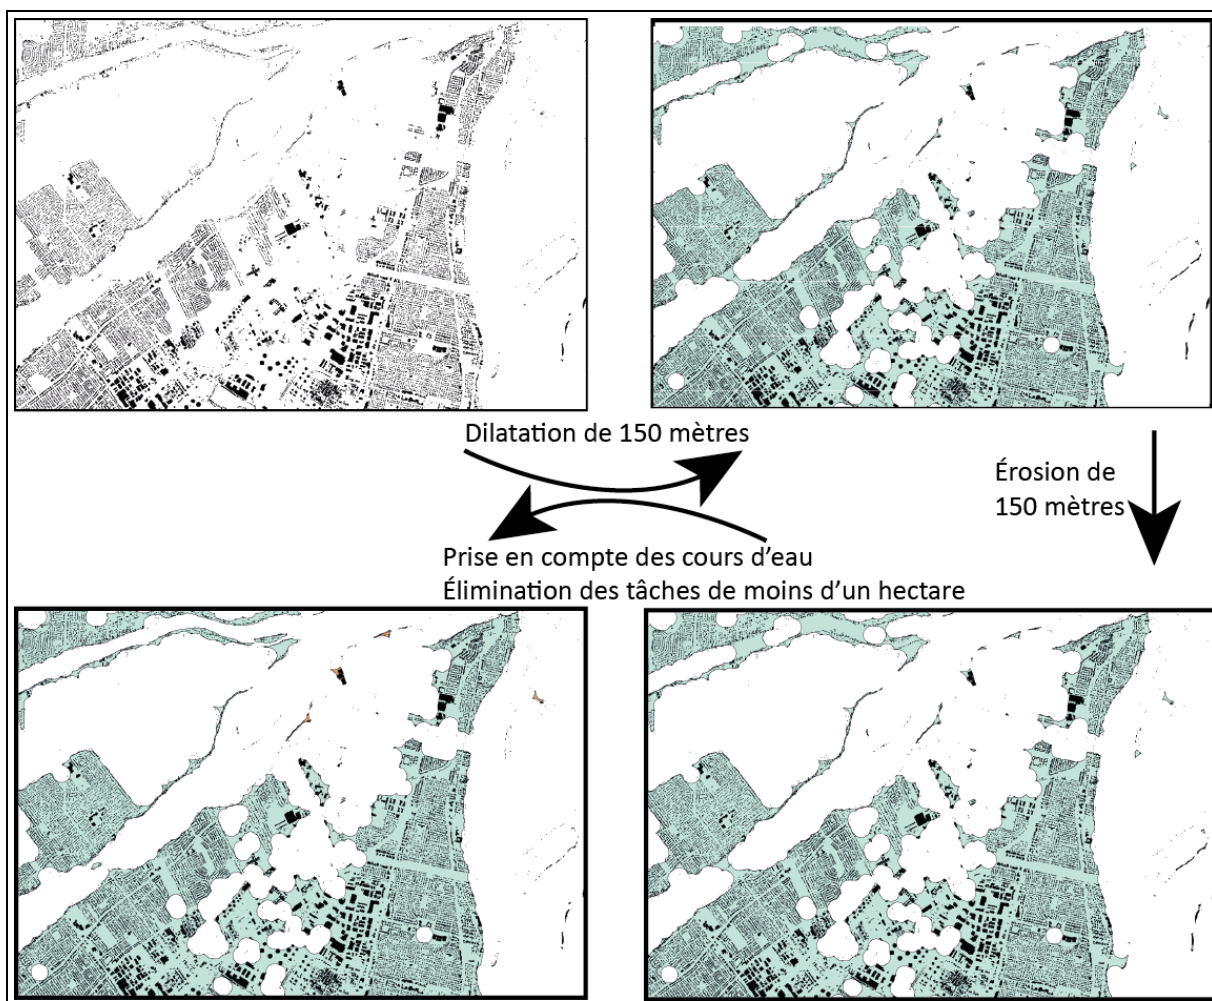 Dilatation de 150 mètres
Érosion de
150 mètres
Prise en compte des cours d'eau
Élimination des tâches de moins d'un hectare